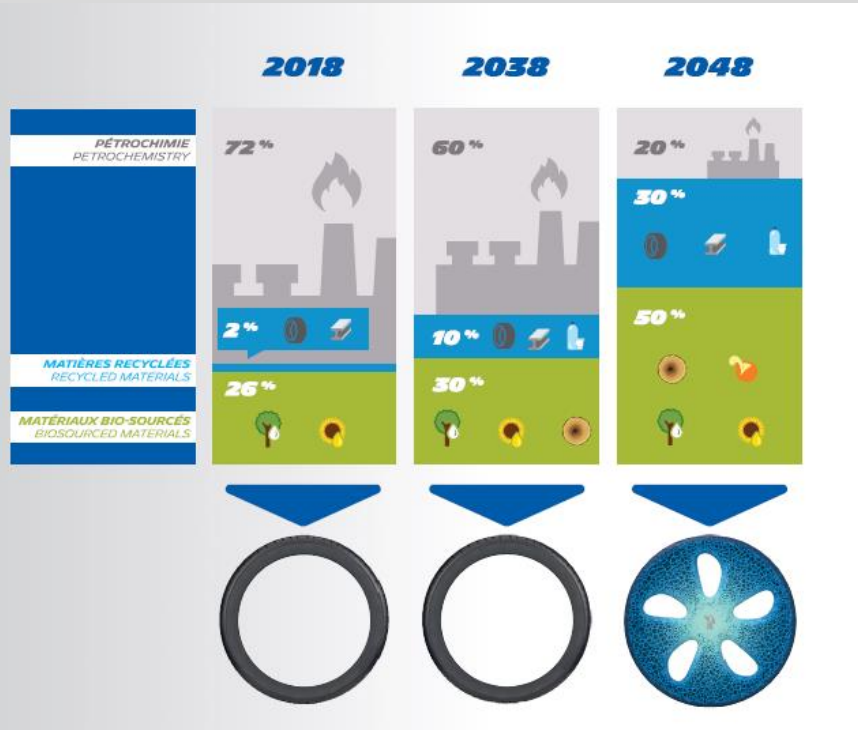 2018
2038
2048
PÉTROCHIMIE
PETROCHEMISTRY
72 %
60 %
20 %
30 %
2 %
10 %
50 %
MATIÈRES RECYCLÉES
RECYCLED MATERIALS
26 %
30 %
MATÉRIAUX BIO-SOURCÉS
BIOSOURCED MATERIALS